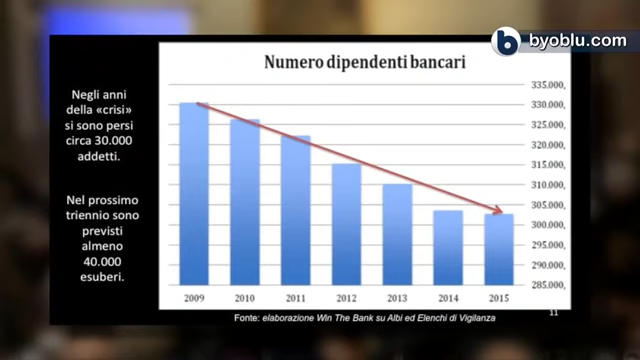 byoblu.com
Numero dipendenti bancari
Negli anni
della «crisi»
si sono persi
circa 30.000
addetti.
Nel prossimo
triennio sono
previsti
almeno
40.000
esuberi.
335.000,
330.000,
325.000,
320.000,
315.000,
310.000,
305.000,
300.000,
295.000,
290.000,
285.000,
2009 2010 2011 2012 2013 2014 2015
Fonte: elaborazione Win The Bank su Albi ed Elenchi di Vigilanza
11